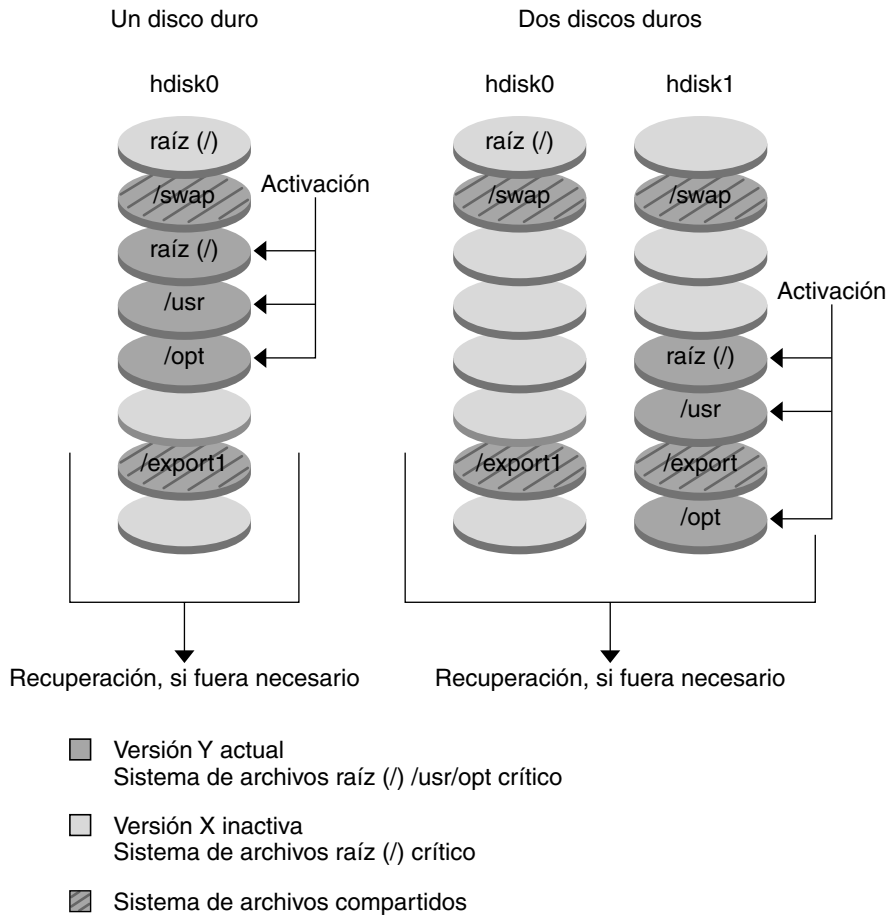 Un disco duro
Dos discos duros
hdisk0
hdisk0
hdisk1
raíz (/)
/swap
Activación
raíz (/)
/usr
/opt
/export1
raíz (/)
/swap
/export1
/swap
Activación
raíz (/)
/usr
/export
/opt
Recuperación, si fuera necesario
Recuperación, si fuera necesario
Versión Y actual
Sistema de archivos raíz (/) /usr/opt crítico
Versión X inactiva
Sistema de archivos raíz (/) crítico
Sistema de archivos compartidos